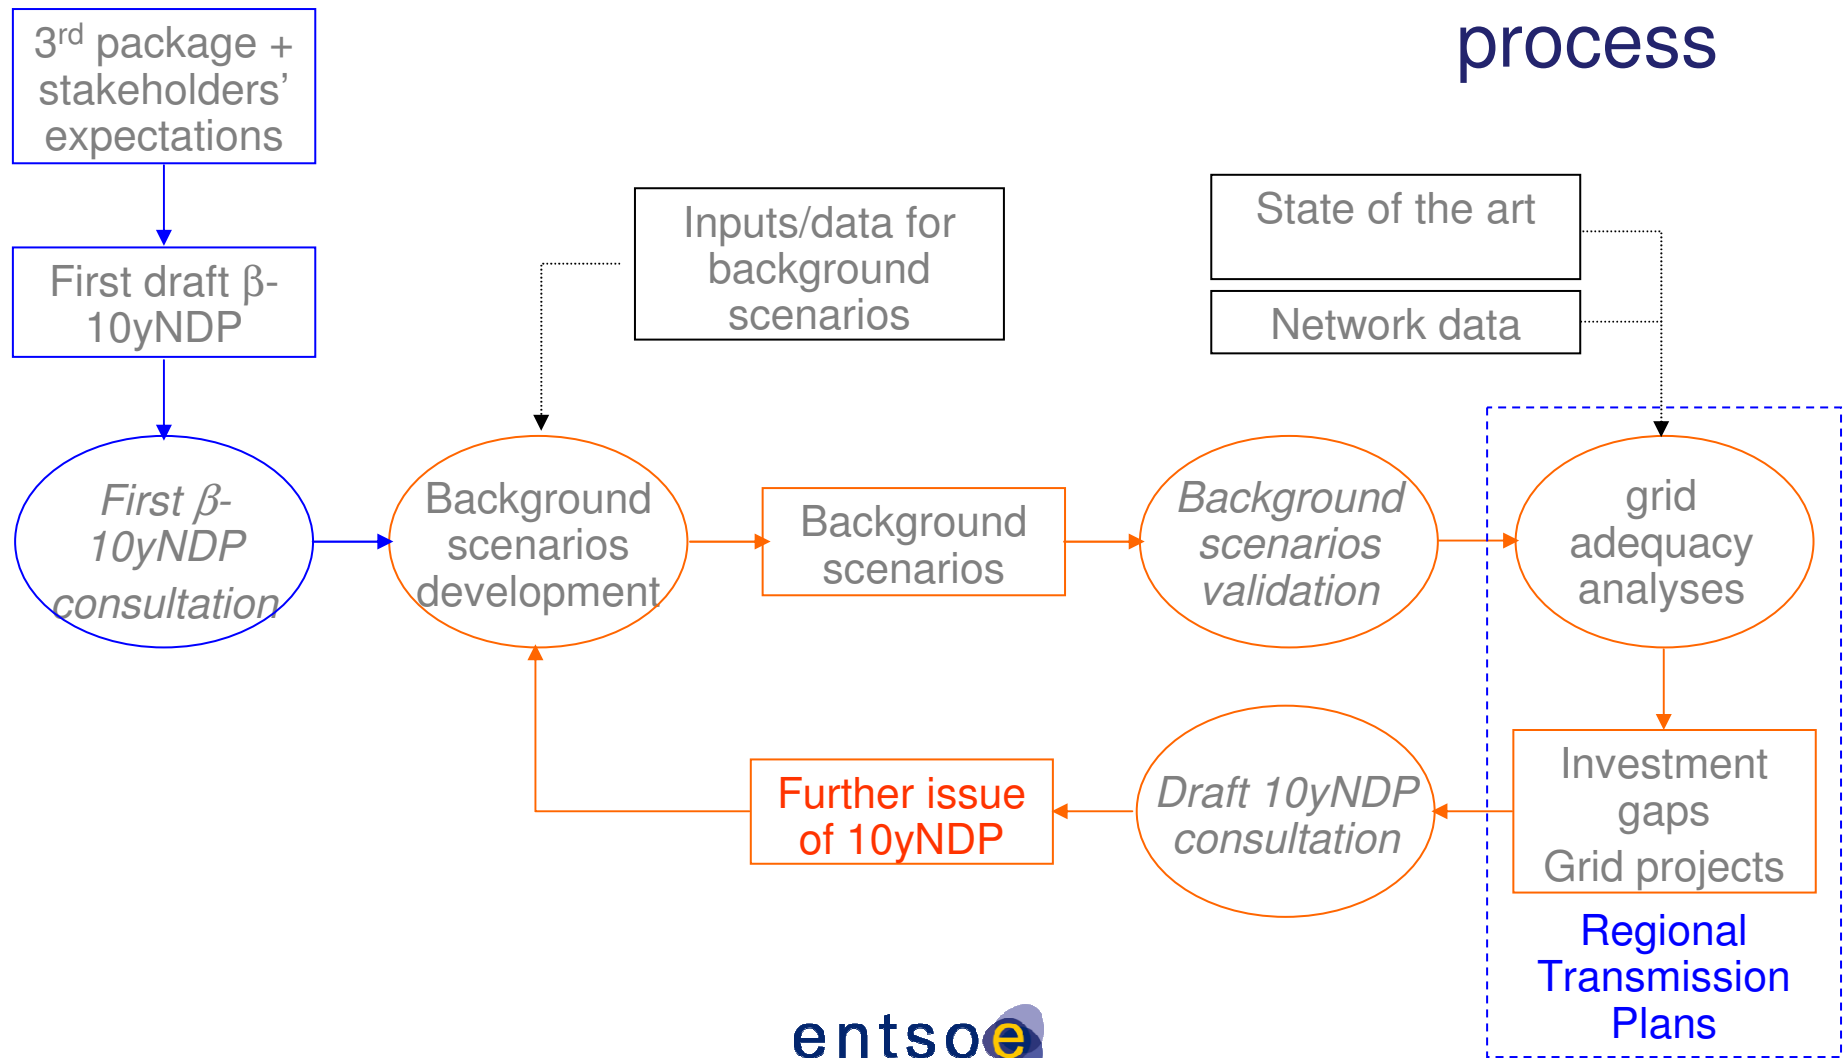 process
3rd package +
stakeholders’
expectations
First draft β-
10yNDP
First β-
10yNDP
consultation
Inputs/data for
background
scenarios
State of the art
Network data
Background
scenarios
development
Background
scenarios
Background
scenarios
validation
grid
adequacy
analyses
Investment
gaps
Grid projects
Regional
Transmission
Plans
Draft 10yNDP
consultation
Further issue
of 10yNDP
entsoe